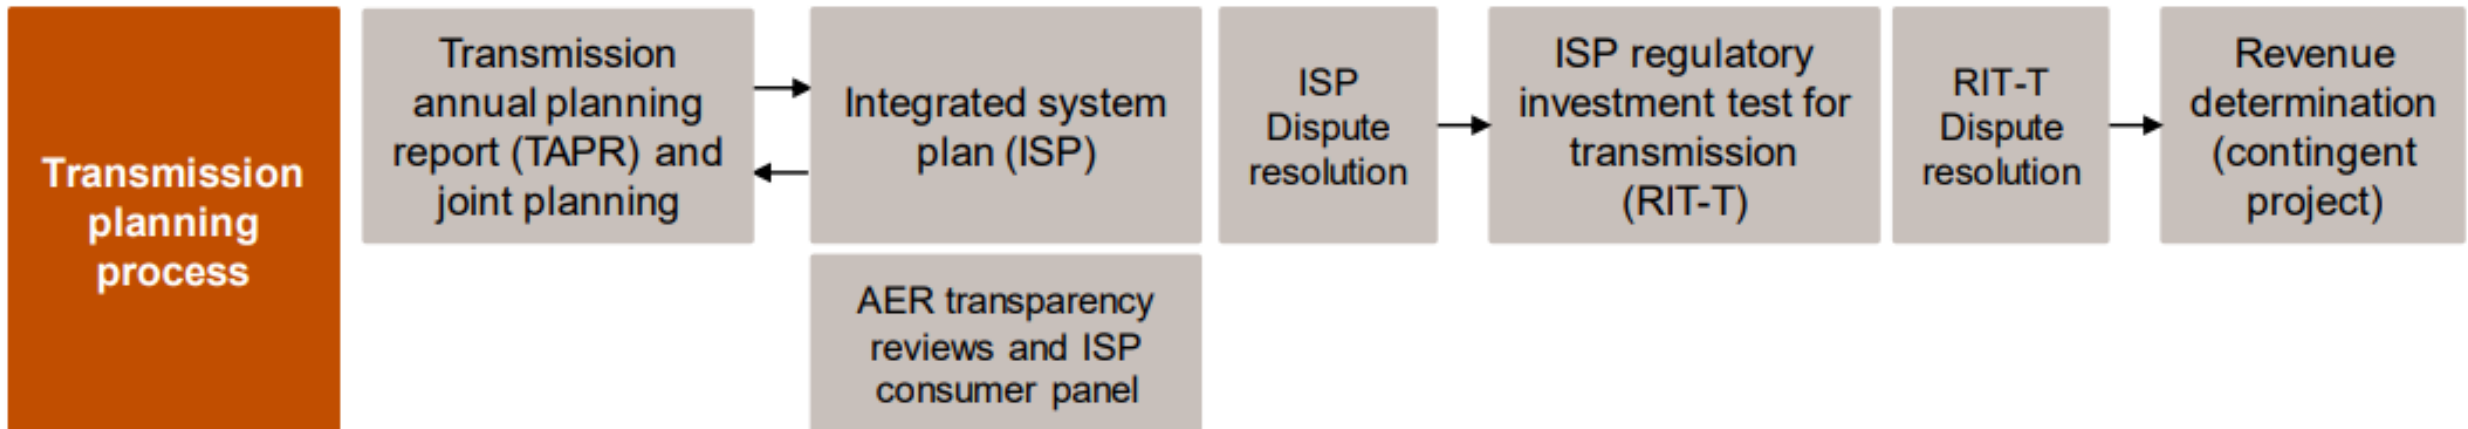 Transmission
planning
process
Transmission
annual planning
report (TAPR) and
joint planning
Integrated system
plan (ISP)
AER transparency
reviews and ISP
consumer panel
ISP
Dispute
resolution
ISP regulatory
investment test for
transmission
(RIT-T)
RIT-T
Dispute
resolution
Revenue
determination
(contingent
project)